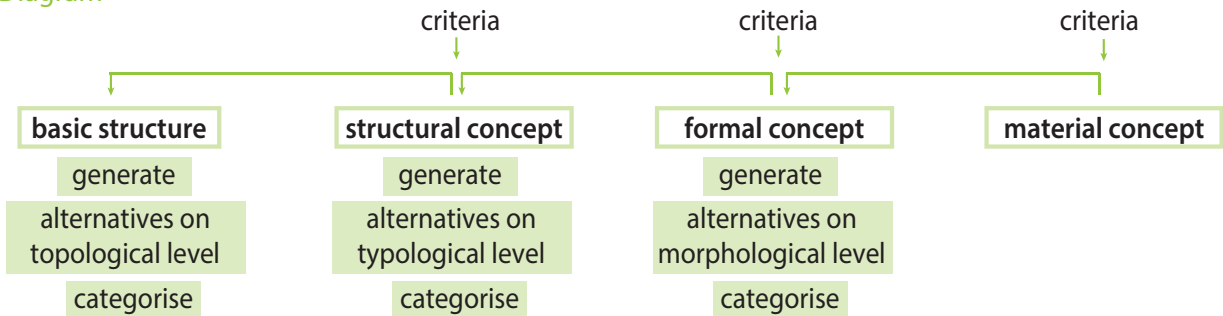 Diagram
criteria criteria criteria
basic structure structural concept formal concept material concept
generate generate generate
alternatives on alternatives on alternatives on
topological level typological level morphological level
categorise categorise categorise